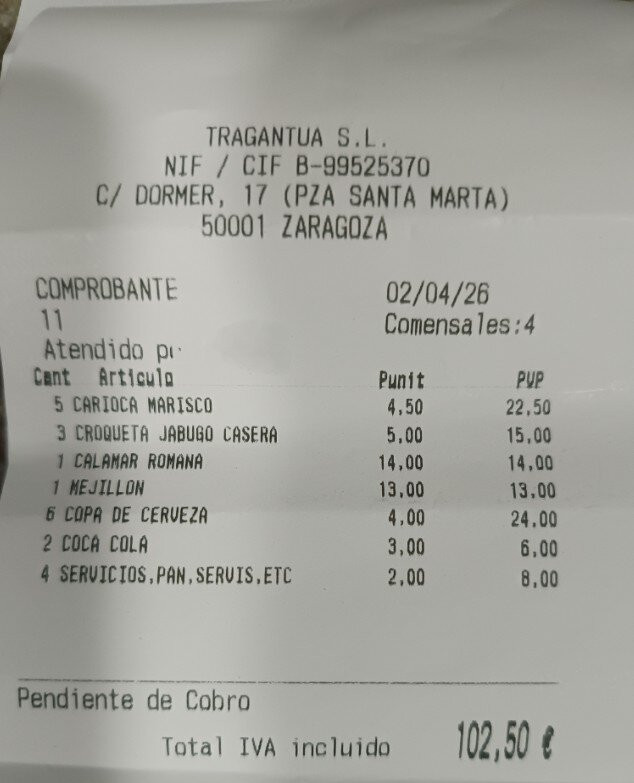 TRAGANTUA S.L.
NIF / CIF B-99525370
C/ DORMER, 17 (PZA SANTA MARTA)
50001 ZARAGOZA
COMPROBANTE 02/04/26
11 Comensales:4
Atendido
Cant Articulo Punit PVP
5 CARIOCA MARISCO 4,50 22,50
3 CROQUETA JABUGO CASERA 5,00 15,00
1 CALAMAR ROMANA 14,00 14,00
1 MEJILLON 13,00 13,00
6 COPA DE CERVEZA 4,00 24,00
2 COCA COLA 3,00 6,00
4 SERVICIOS,PAN,SERVIS,ETC 2,00 8,00
Pendiente de Cobro
Total IVA incluido 102,50 €